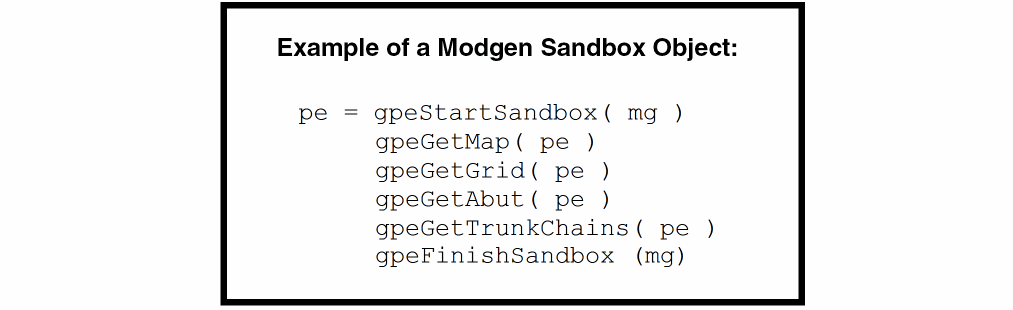 Example of a Modgen Sandbox Object:
pe = gpeStartSandbox( mg )
gpeGetMap( pe )
gpeGetGrid( pe )
gpeGetAbut( pe )
gpeGetTrunkChains( pe )
gpeFinishSandbox (mg)